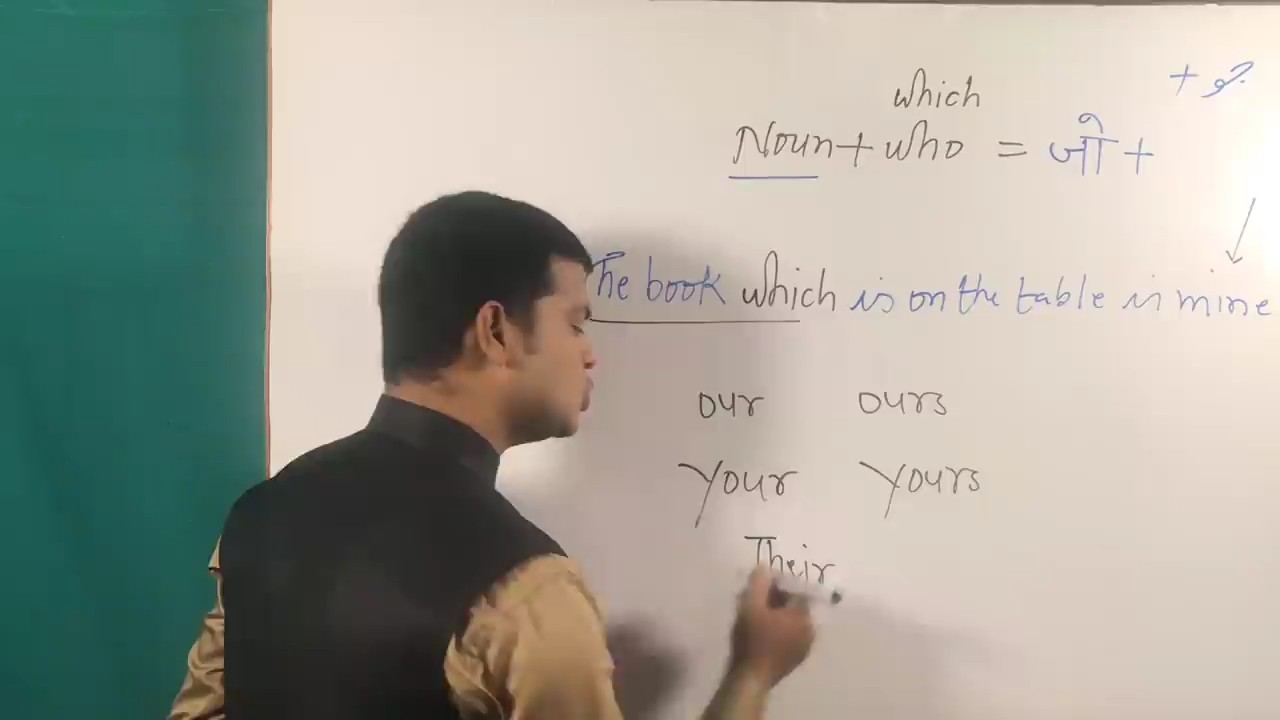 which
Noun + who = जो + + जो
The book which is on the table is mine
our ours
Your Yours
Their